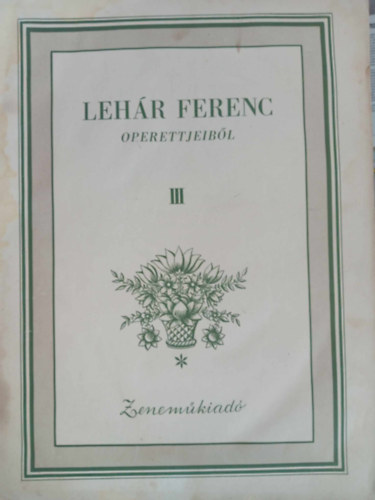 LEHÁR FERENC
OPERETTJEIBŐL
III
Zeneműkiadó